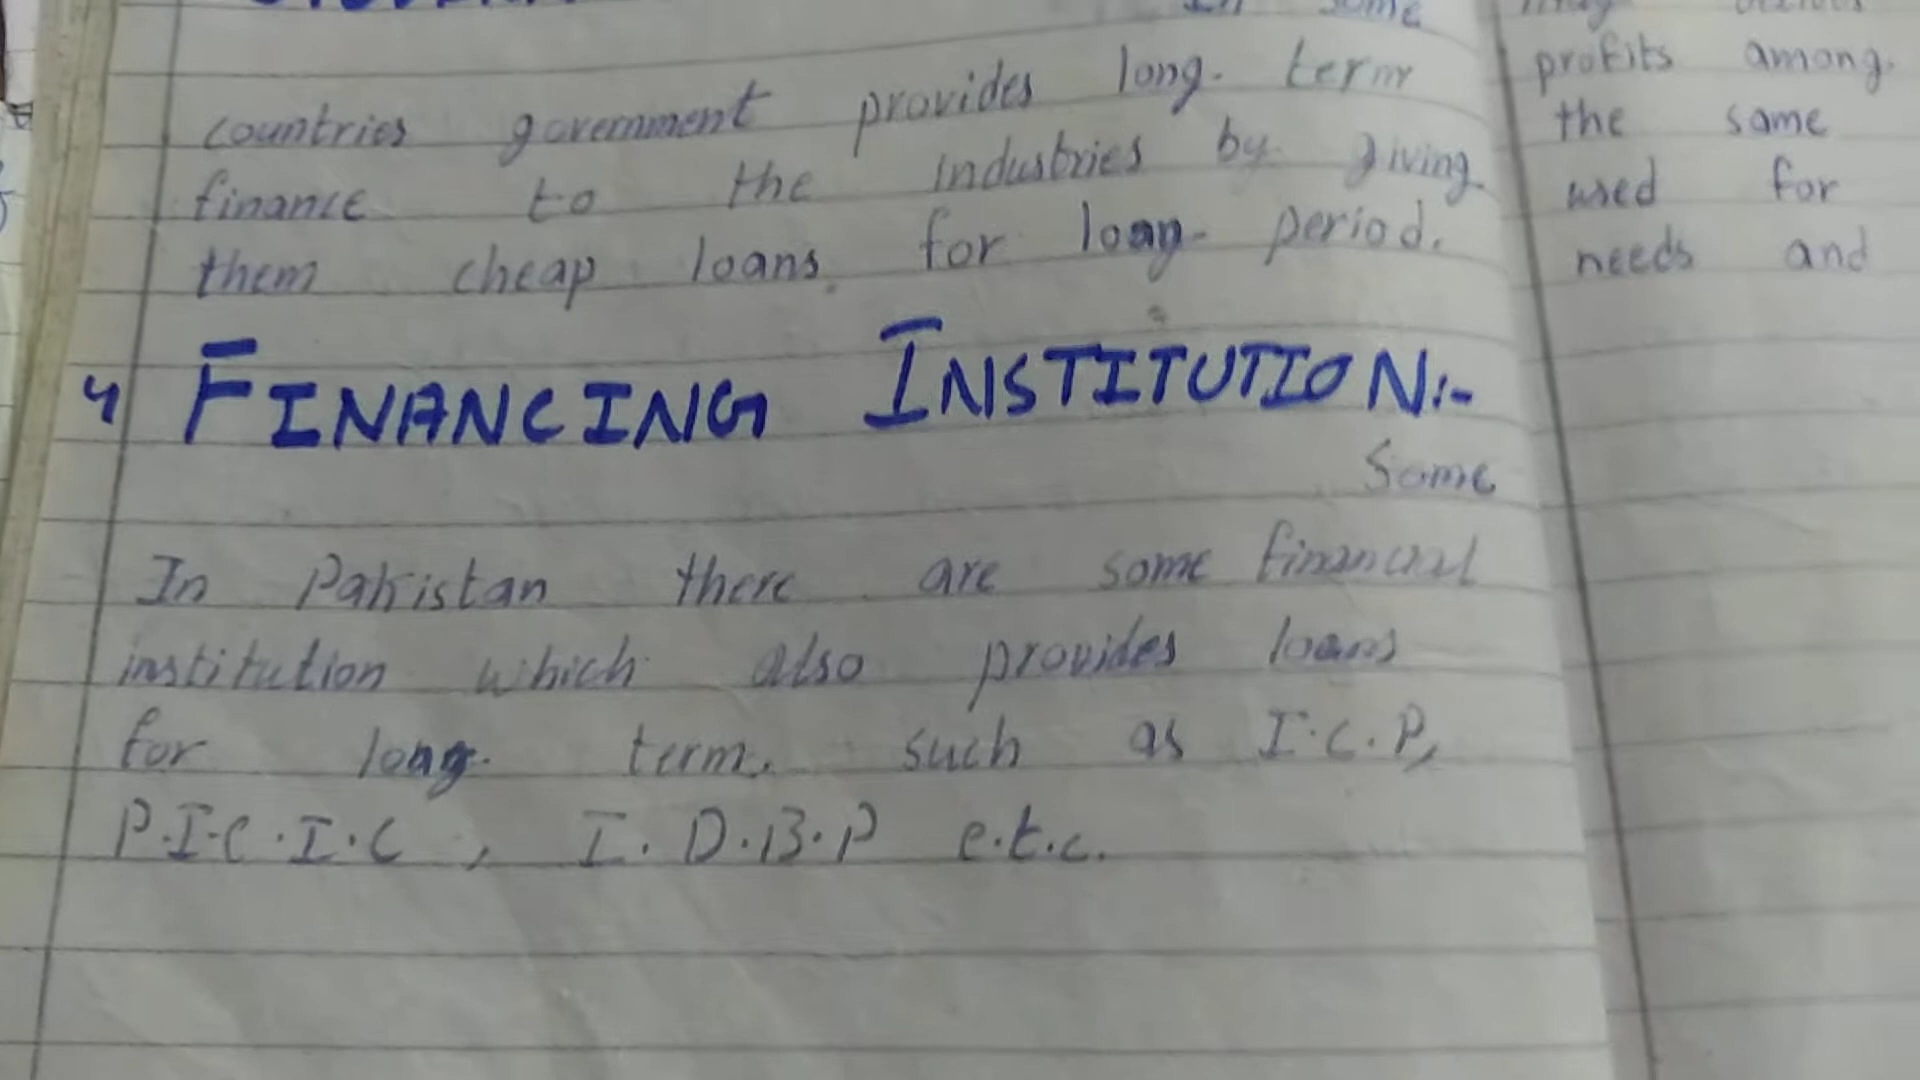 In some
countries government provides long. term
finance to the industries by giving
them cheap loans. for long- period.
4 FINANCING INSTITUTION:-
Some
In Pakistan there are some financial
institution which also provides loans
for long. term. such as I.C.P,
P.I.C.I.C, I.D.B.P e.t.c.
profits among.
the same
used for
needs and